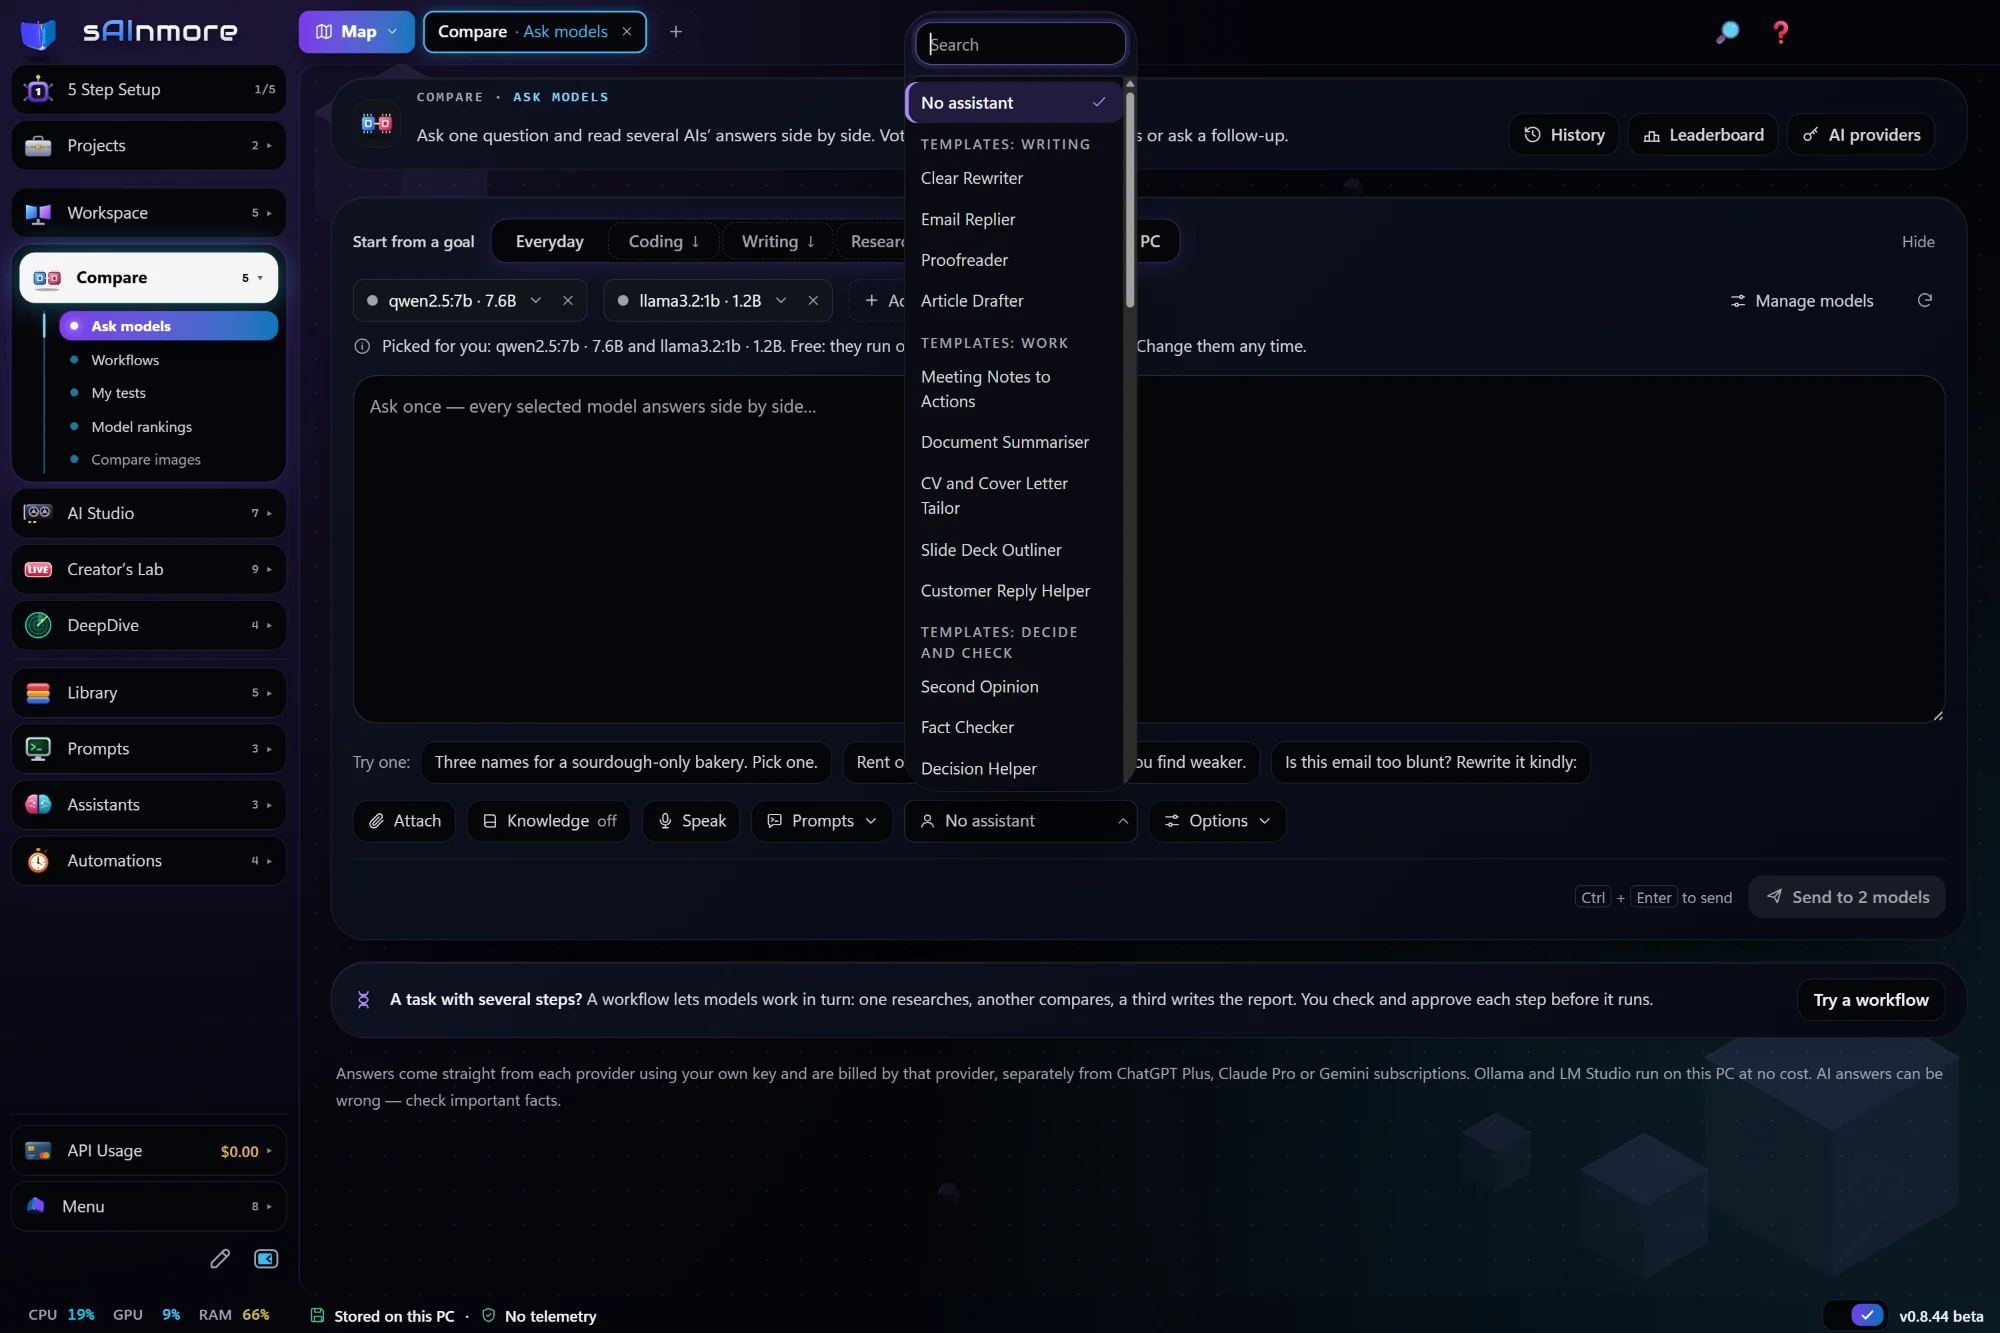 sAInmore
Map
Compare · Ask models
5 Step Setup 1/5
Projects 2
Workspace 5
Compare 5
Ask models
Workflows
My tests
Model rankings
Compare images
AI Studio 7
LIVE Creator's Lab 9
DeepDive 4
Library 5
Prompts 3
Assistants 3
Automations 4
API Usage $0.00
Menu 8
CPU 19% GPU 9% RAM 66%
COMPARE · ASK MODELS
Ask one question and read several AIs' answers side by side. Vot
s or ask a follow-up.
History
Leaderboard
AI providers
Start from a goal
Everyday
Coding ↓
Writing ↓
Resear
PC
Hide
qwen2.5:7b · 7.6B
llama3.2:1b · 1.2B
+ Ad
Manage models
Picked for you: qwen2.5:7b · 7.6B and llama3.2:1b · 1.2B. Free: they run o
Change them any time.
Ask once — every selected model answers side by side...
Search
No assistant
TEMPLATES: WRITING
Clear Rewriter
Email Replier
Proofreader
Article Drafter
TEMPLATES: WORK
Meeting Notes to
Actions
Document Summariser
CV and Cover Letter
Tailor
Slide Deck Outliner
Customer Reply Helper
TEMPLATES: DECIDE
AND CHECK
Second Opinion
Fact Checker
Decision Helper
Try one:
Three names for a sourdough-only bakery. Pick one.
Rent o
ou find weaker.
Is this email too blunt? Rewrite it kindly:
Attach
Knowledge off
Speak
Prompts
No assistant
Options
Ctrl + Enter to send
Send to 2 models
A task with several steps? A workflow lets models work in turn: one researches, another compares, a third writes the report. You check and approve each step before it runs.
Try a workflow
Answers come straight from each provider using your own key and are billed by that provider, separately from ChatGPT Plus, Claude Pro or Gemini subscriptions. Ollama and LM Studio run on this PC at no cost. AI answers can be
wrong — check important facts.
Stored on this PC · No telemetry
v0.8.44 beta